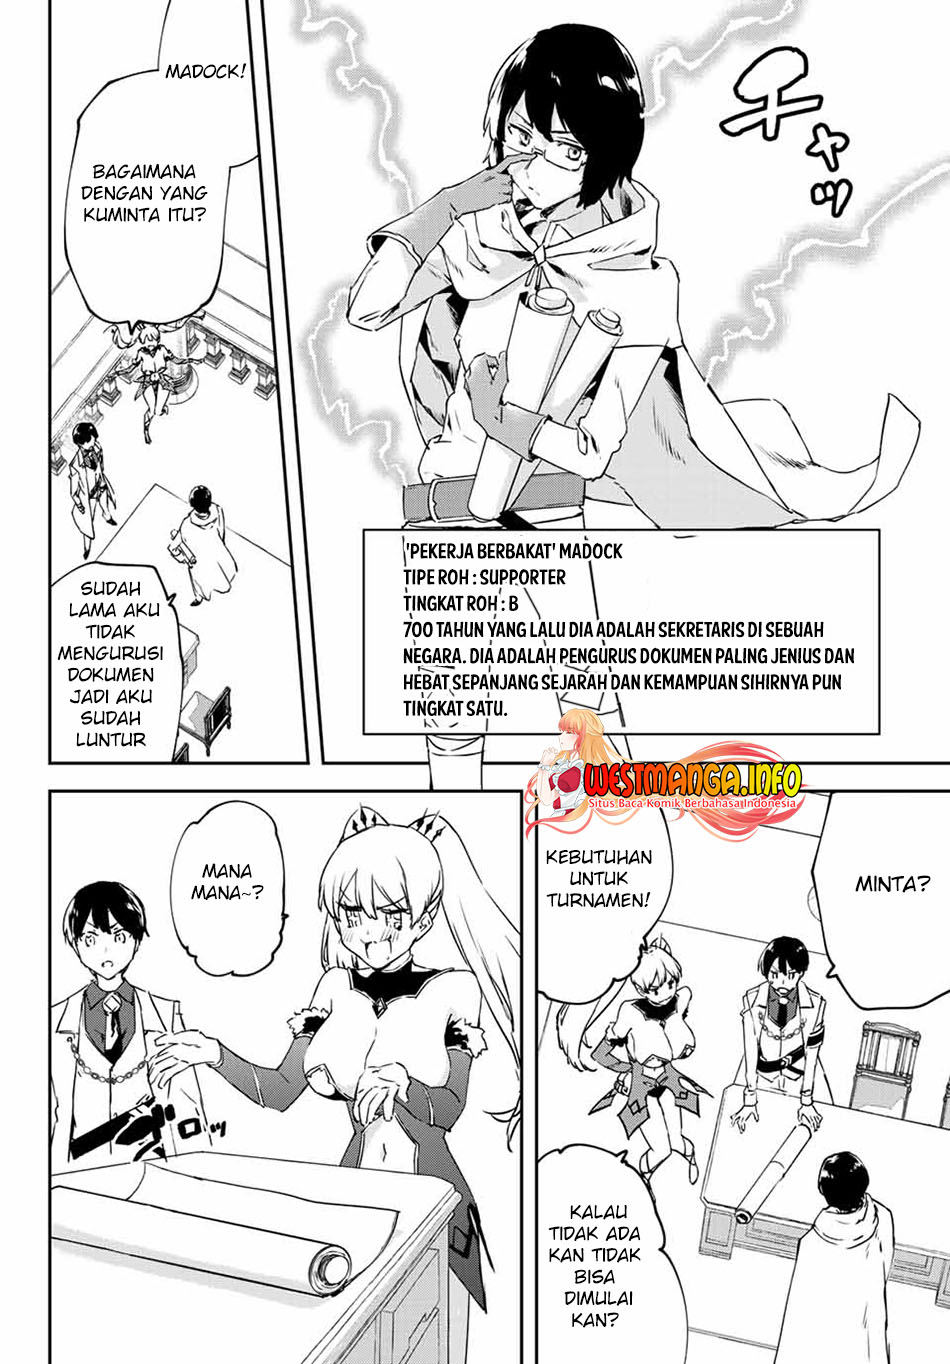 チャッ
'PEKERJA BERBAKAT' MADOCK
TIPE ROH : SUPPORTER
TINGKAT ROH : B
700 TAHUN YANG LALU DIA ADALAH SEKRETARIS DI SEBUAH
NEGARA. DIA ADALAH PENGURUS DOKUMEN PALING JENIUS DAN
HEBAT SEPANJANG SEJARAH DAN KEMAMPUAN SIHIRNYA PUN
TINGKAT SATU.
MADOCK!
BAGAIMANA
DENGAN YANG
KUMINTA ITU?
SUDAH
LAMA AKU
TIDAK
MENGURUSI
DOKUMEN
JADI AKU
SUDAH
LUNTUR
WESTMANGA.INFO
Situs Baca Komik Berbahasa Indonesia
MINTA?
KEBUTUHAN
UNTUK
TURNAMEN!
KALAU
TIDAK ADA
KAN TIDAK
BISA
DIMULAI
KAN?
MANA
MANA~?